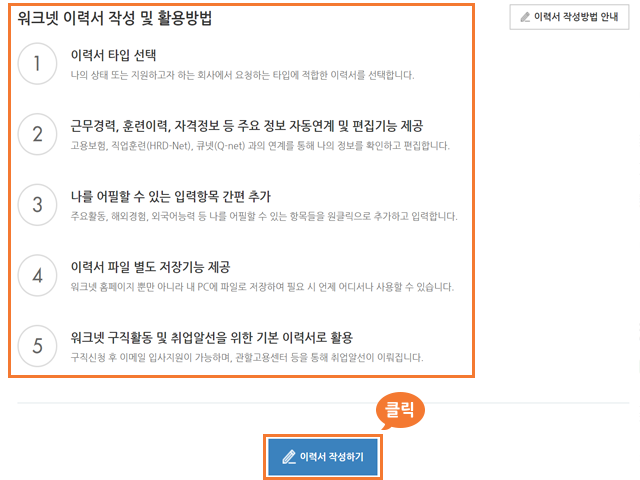 워크넷 이력서 작성 및 활용방법
이력서 작성방법 안내
1
이력서 타입 선택
나의 상태 또는 지원하고자 하는 회사에서 요청하는 타입에 적합한 이력서를 선택합니다.
2
근무경력, 훈련이력, 자격정보 등 주요 정보 자동연계 및 편집기능 제공
고용보험, 직업훈련(HRD-Net), 큐넷(Q-net) 과의 연계를 통해 나의 정보를 확인하고 편집합니다.
3
나를 어필할 수 있는 입력항목 간편 추가
주요활동, 해외경험, 외국어능력 등 나를 어필할 수 있는 항목들을 원클릭으로 추가하고 입력합니다.
4
이력서 파일 별도 저장기능 제공
워크넷 홈페이지 뿐만 아니라 내 PC에 파일로 저장하여 필요 시 언제 어디서나 사용할 수 있습니다.
5
워크넷 구직활동 및 취업알선을 위한 기본 이력서로 활용
구직신청 후 이메일 입사지원이 가능하며, 관할고용센터 등을 통해 취업알선이 이뤄집니다.
클릭
이력서 작성하기